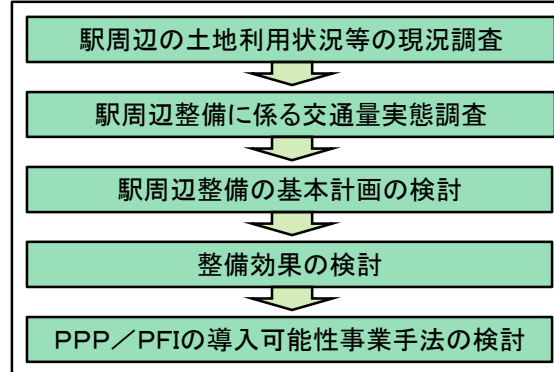 駅周辺の土地利用状況等の現況調査
駅周辺整備に係る交通量実態調査
駅周辺整備の基本計画の検討
整備効果の検討
PPP／PFIの導入可能性事業手法の検討